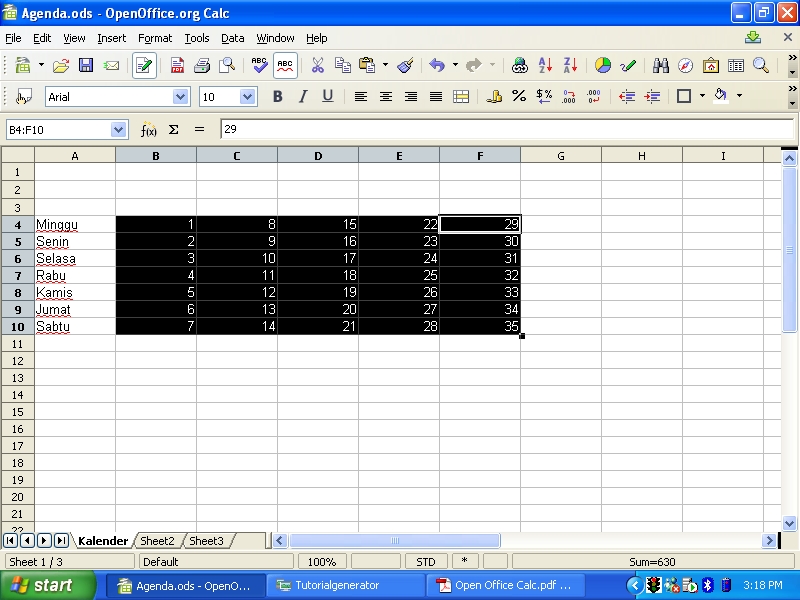 Agenda.ods - OpenOffice.org Calc
File Edit View Insert Format Tools Data Window Help
Arial 10 B I U
B4:F10 f(x) Σ = 29
A B C D E F G H I
1
2
3
4 Minggu 1 8 15 22 29
5 Senin 2 9 16 23 30
6 Selasa 3 10 17 24 31
7 Rabu 4 11 18 25 32
8 Kamis 5 12 19 26 33
9 Jumat 6 13 20 27 34
10 Sabtu 7 14 21 28 35
11
12
13
14
15
16
17
18
19
20
21
22
Kalender Sheet2 Sheet3
Sheet 1 / 3 Default 100% STD * Sum=630
start Agenda.ods - OpenO... Tutorialgenerator Open Office Calc.pdf ... 3:18 PM